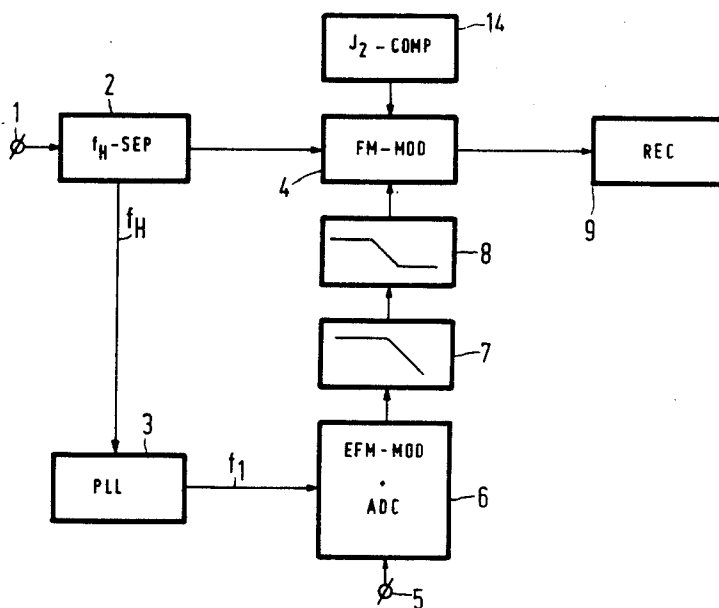 14
J2-COMP
2
1
fH-SEP
FM-MOD
REC
4
9
fH
8
7
3
EFM-MOD
PLL
f1
ADC
6
5